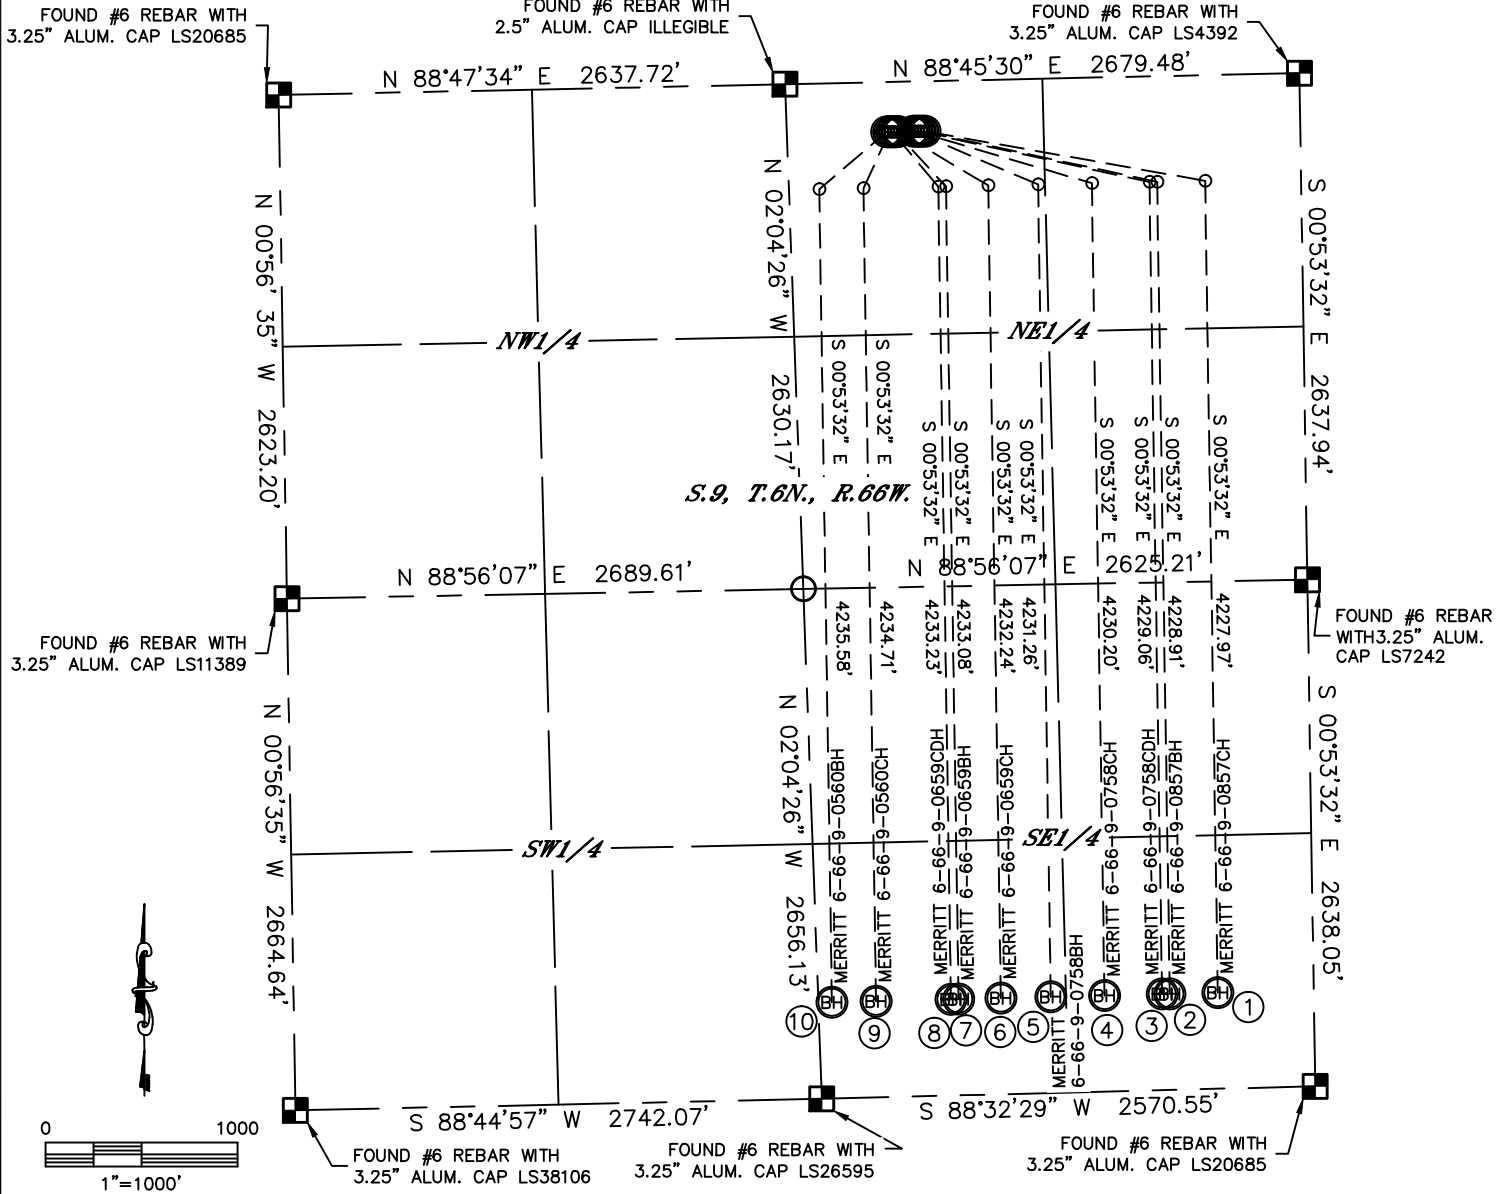 FOUND #6 REBAR WITH
3.25" ALUM. CAP LS20685
FOUND #6 REBAR WITH
2.5" ALUM. CAP ILLEGIBLE
FOUND #6 REBAR WITH
3.25" ALUM. CAP LS4392
N 88°47'34" E 2637.72'
N 88°45'30" E 2679.48'
N 00°56' 35" W 2623.20'
N 02°04'26" W 2630.17'
S 00°53'32" E 2637.94'
NW1/4
NE1/4
S 00°53'32" E
S 00°53'32" E
S 00°53'32" E
S 00°53'32" E
S 00°53'32" E
S 00°53'32" E
S 00°53'32" E
S 00°53'32" E
S 00°53'32" E
S 00°53'32" E
S.9, T.6N., R.66W.
N 88°56'07" E 2689.61'
N 88°56'07" E 2625.21'
4235.58'
4234.71'
4233.23'
4233.08'
4232.24'
4231.26'
4230.20'
4229.06'
4228.91'
4227.97'
FOUND #6 REBAR WITH
3.25" ALUM. CAP LS11389
FOUND #6 REBAR
WITH3.25" ALUM.
CAP LS7242
N 00°56'35" W 2664.64'
N 02°04'26" W 2656.13'
S 00°53'32" E 2638.05'
SW1/4
SE1/4
MERRITT 6-66-9-0560BH
MERRITT 6-66-9-0560CH
MERRITT 6-66-9-0659CDH
MERRITT 6-66-9-0659BH
MERRITT 6-66-9-0659CH
MERRITT
6-66-9-0758BH
MERRITT 6-66-9-0758CH
MERRITT 6-66-9-0758CDH
MERRITT 6-66-9-0857BH
MERRITT 6-66-9-0857CH
BH
BH
BH
BH
BH
BH
BH
BH
BH
10
9
8
7
6
5
4
3
2
1
S 88°44'57" W 2742.07'
S 88°32'29" W 2570.55'
0 1000
1"=1000'
FOUND #6 REBAR WITH
3.25" ALUM. CAP LS38106
FOUND #6 REBAR WITH
3.25" ALUM. CAP LS26595
FOUND #6 REBAR WITH
3.25" ALUM. CAP LS20685